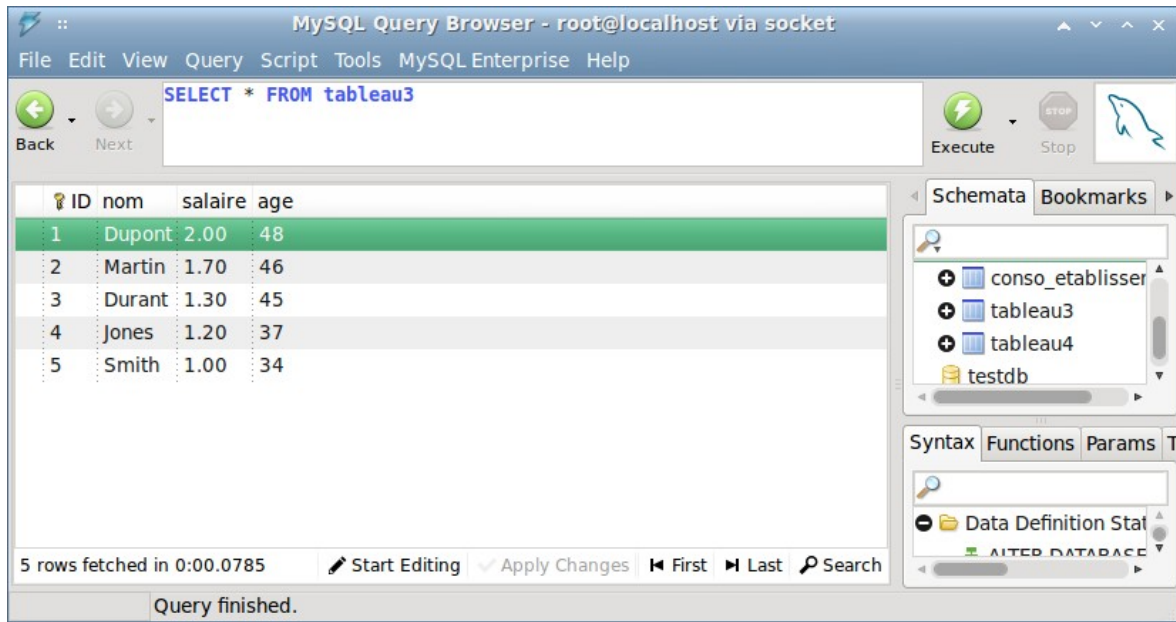 MySQL Query Browser - root@localhost via socket
File Edit View Query Script Tools MySQL Enterprise Help
SELECT * FROM tableau3
Back Next Execute STOP Stop
ID nom salaire age
1 Dupont 2.00 48
2 Martin 1.70 46
3 Durant 1.30 45
4 Jones 1.20 37
5 Smith 1.00 34
5 rows fetched in 0:00.0785 Start Editing Apply Changes First Last Search
Schemata Bookmarks
conso_etablisser
tableau3
tableau4
testdb
Syntax Functions Params T
Data Definition Stat
ALTER DATABASE
Query finished.